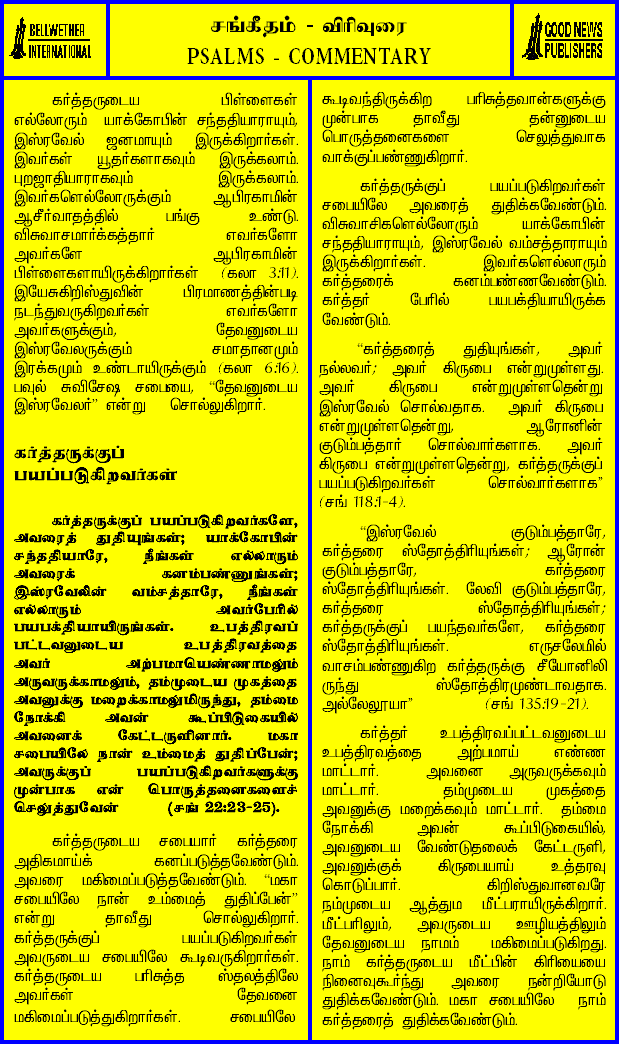 BELLWETHER
INTERNATIONAL
சங்கீதம் - விரிவுரை
PSALMS - COMMENTARY
GOOD NEWS
PUBLISHERS
கர்த்தருடைய பிள்ளைகள்
எல்லோரும் யாக்கோபின் சந்ததியாராயும்,
இஸ்ரவேல் ஜனமாயும் இருக்கிறார்கள்.
இவர்கள் யூதர்களாகவும் இருக்கலாம்.
புறஜாதியாராகவும் இருக்கலாம்.
இவர்களெல்லோருக்கும் ஆபிரகாமின்
ஆசீர்வாதத்தில் பங்கு உண்டு.
விசுவாசமார்க்கத்தார் எவர்களோ
அவர்களே ஆபிரகாமின்
பிள்ளைகளாயிருக்கிறார்கள் (கலா 3:11).
இயேசுகிறிஸ்துவின் பிரமாணத்தின்படி
நடந்துவருகிறவர்கள் எவர்களோ
அவர்களுக்கும், தேவனுடைய
இஸ்ரவேலருக்கும் சமாதானமும்
இரக்கமும் உண்டாயிருக்கும் (கலா 6:16).
பவுல் சுவிசேஷ சபையை, “தேவனுடைய
இஸ்ரவேலர்” என்று சொல்லுகிறார்.
கர்த்தருக்குப்
பயப்படுகிறவர்கள்
கர்த்தருக்குப் பயப்படுகிறவர்களே,
அவரைத் துதியுங்கள்; யாக்கோபின்
சந்ததியாரே, நீங்கள் எல்லாரும்
அவரைக் கனம்பண்ணுங்கள்;
இஸ்ரவேலின் வம்சத்தாரே, நீங்கள்
எல்லாரும் அவர்பேரில்
பயபக்தியாயிருங்கள். உபத்திரவப்
பட்டவனுடைய உபத்திரவத்தை
அவர் அற்பமாயெண்ணாமலும்
அருவருக்காமலும், தம்முடைய முகத்தை
அவனுக்கு மறைக்காமலுமிருந்து, தம்மை
நோக்கி அவன் கூப்பிடுகையில்
அவனைக் கேட்டருளினார். மகா
சபையிலே நான் உம்மைத் துதிப்பேன்;
அவருக்குப் பயப்படுகிறவர்களுக்கு
முன்பாக என் பொருத்தனைகளைச்
செலுத்துவேன் (சங் 22:23-25).
கர்த்தருடைய சபையார் கர்த்தரை
அதிகமாய்க் கனப்படுத்தவேண்டும்.
அவரை மகிமைப்படுத்தவேண்டும். “மகா
சபையிலே நான் உம்மைத் துதிப்பேன்”
என்று தாவீது சொல்லுகிறார்.
கர்த்தருக்குப் பயப்படுகிறவர்கள்
அவருடைய சபையிலே கூடிவருகிறார்கள்.
கர்த்தருடைய பரிசுத்த ஸ்தலத்திலே
அவர்கள் தேவனை
மகிமைப்படுத்துகிறார்கள். சபையிலே
கூடிவந்திருக்கிற பரிசுத்தவான்களுக்கு
முன்பாக தாவீது தன்னுடைய
பொருத்தனைகளை செலுத்துவாக
வாக்குப்பண்ணுகிறார்.
கர்த்தருக்குப் பயப்படுகிறவர்கள்
சபையிலே அவரைத் துதிக்கவேண்டும்.
விசுவாசிகளெல்லோரும் யாக்கோபின்
சந்ததியாராயும், இஸ்ரவேல் வம்சத்தாராயும்
இருக்கிறார்கள். இவர்களெல்லாரும்
கர்த்தரைக் கனம்பண்ணவேண்டும்.
கர்த்தர் பேரில் பயபக்தியாயிருக்க
வேண்டும்.
“கர்த்தரைத் துதியுங்கள், அவர்
நல்லவர்; அவர் கிருபை என்றுமுள்ளது.
அவர் கிருபை என்றுமுள்ளதென்று
இஸ்ரவேல் சொல்வதாக. அவர் கிருபை
என்றுமுள்ளதென்று, ஆரோனின்
குடும்பத்தார் சொல்வார்களாக. அவர்
கிருபை என்றுமுள்ளதென்று, கர்த்தருக்குப்
பயப்படுகிறவர்கள் சொல்வார்களாக”
(சங் 118:1-4).
“இஸ்ரவேல் குடும்பத்தாரே,
கர்த்தரை ஸ்தோத்திரியுங்கள்; ஆரோன்
குடும்பத்தாரே, கர்த்தரை
ஸ்தோத்திரியுங்கள். லேவி குடும்பத்தாரே,
கர்த்தரை ஸ்தோத்திரியுங்கள்;
கர்த்தருக்குப் பயந்தவர்களே, கர்த்தரை
ஸ்தோத்திரியுங்கள். எருசலேமில்
வாசம்பண்ணுகிற கர்த்தருக்கு சீயோனிலி
ருந்து ஸ்தோத்திரமுண்டாவதாக.
அல்லேலூயா” (சங் 135:19-21).
கர்த்தர் உபத்திரவப்பட்டவனுடைய
உபத்திரவத்தை அற்பமாய் எண்ண
மாட்டார். அவனை அருவருக்கவும்
மாட்டார். தம்முடைய முகத்தை
அவனுக்கு மறைக்கவும் மாட்டார். தம்மை
நோக்கி அவன் கூப்பிடுகையில்,
அவனுடைய வேண்டுதலைக் கேட்டருளி,
அவனுக்குக் கிருபையாய் உத்தரவு
கொடுப்பார். கிறிஸ்துவானவரே
நம்முடைய ஆத்தும மீட்பராயிருக்கிறார்.
மீட்பரிலும், அவருடைய ஊழியத்திலும்
தேவனுடைய நாமம் மகிமைப்படுகிறது.
நாம் கர்த்தருடைய மீட்பின் கிரியையை
நினைவுகூர்ந்து அவரை நன்றியோடு
துதிக்கவேண்டும். மகா சபையிலே நாம்
கர்த்தரைத் துதிக்கவேண்டும்.